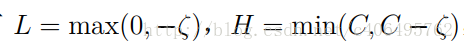 L = max(0, −ζ)，H = min(C, C − ζ)